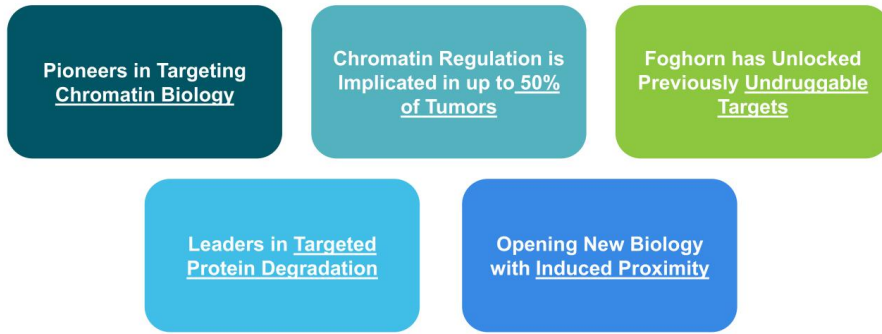 Pioneers in Targeting
Chromatin Biology
Chromatin Regulation is
Implicated in up to 50%
of Tumors
Foghorn has Unlocked
Previously Undruggable
Targets
Leaders in Targeted
Protein Degradation
Opening New Biology
with Induced Proximity